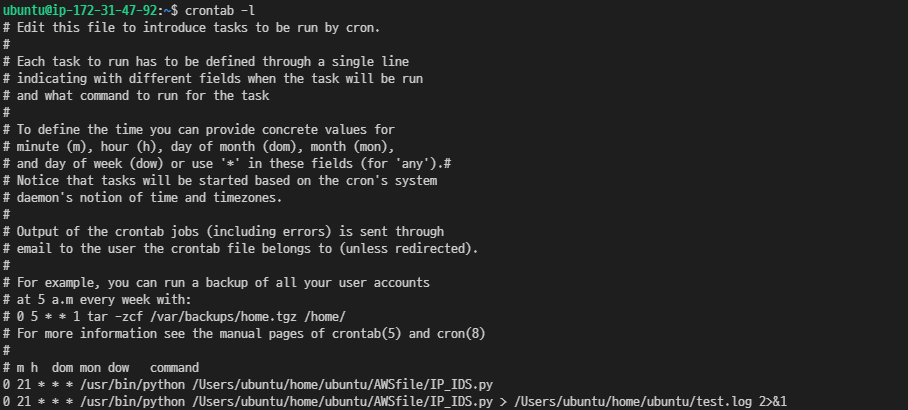 ubuntu@ip-172-31-47-92:~$ crontab -l
# Edit this file to introduce tasks to be run by cron.
#
# Each task to run has to be defined through a single line
# indicating with different fields when the task will be run
# and what command to run for the task
#
# To define the time you can provide concrete values for
# minute (m), hour (h), day of month (dom), month (mon),
# and day of week (dow) or use '*' in these fields (for 'any').#
# Notice that tasks will be started based on the cron's system
# daemon's notion of time and timezones.
#
# Output of the crontab jobs (including errors) is sent through
# email to the user the crontab file belongs to (unless redirected).
#
# For example, you can run a backup of all your user accounts
# at 5 a.m every week with:
# 0 5 * * 1 tar -zcf /var/backups/home.tgz /home/
# For more information see the manual pages of crontab(5) and cron(8)
#
# m h  dom mon dow   command
0 21 * * * /usr/bin/python /Users/ubuntu/home/ubuntu/AWSfile/IP_IDS.py
0 21 * * * /usr/bin/python /Users/ubuntu/home/ubuntu/AWSfile/IP_IDS.py > /Users/ubuntu/home/ubuntu/test.log 2>&1